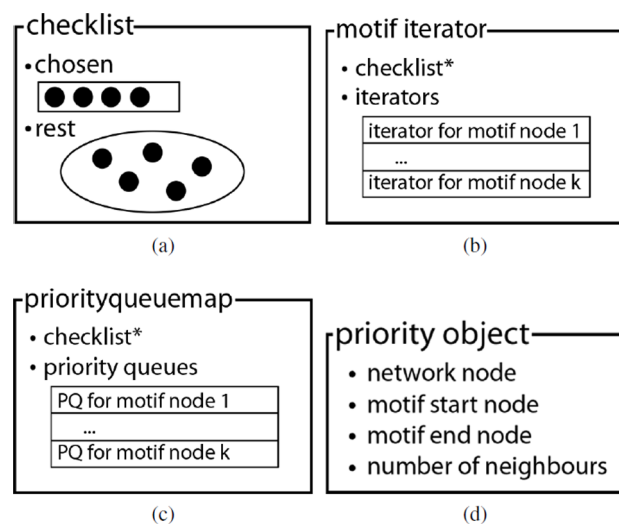 checklist
• chosen
• rest
(a)
motif iterator
• checklist*
• iterators
iterator for motif node 1
...
iterator for motif node k
(b)
priorityqueuemap
• checklist*
• priority queues
PQ for motif node 1
...
PQ for motif node k
(c)
priority object
• network node
• motif start node
• motif end node
• number of neighbours
(d)